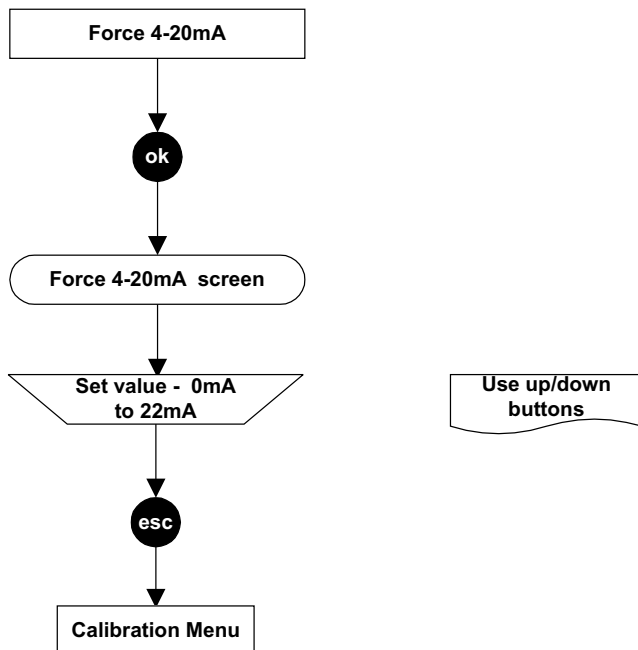 Force 4-20mA
ok
Force 4-20mA screen
Set value - 0mA
to 22mA
Use up/down
buttons
esc
Calibration Menu